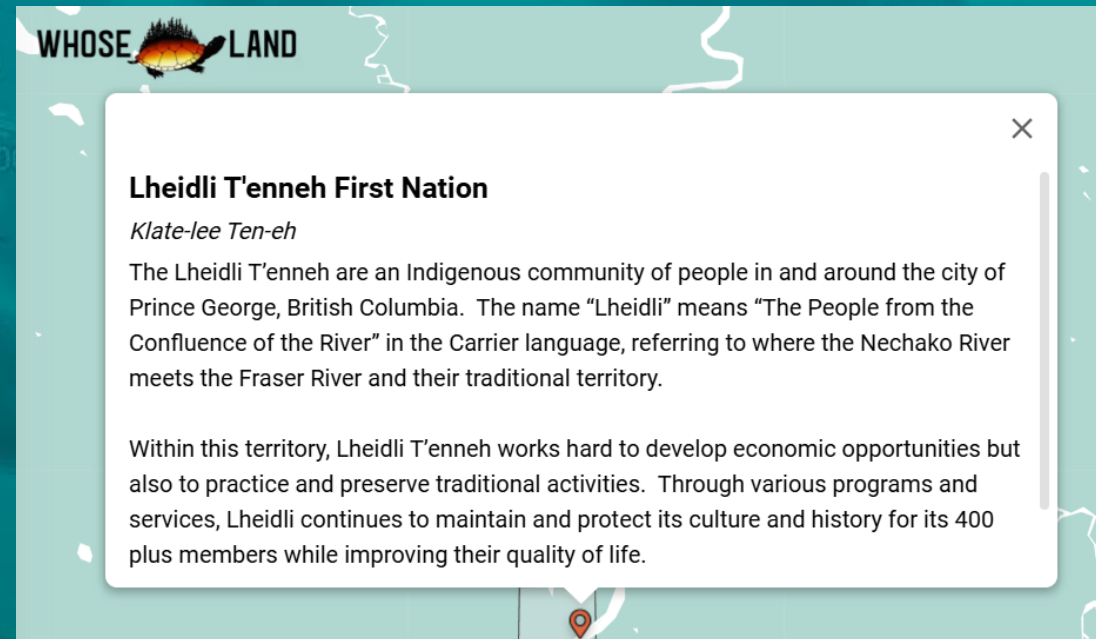 WHOSE LAND
Lheidli T'enneh First Nation
Klate-lee Ten-eh
The Lheidli T’enneh are an Indigenous community of people in and around the city of
Prince George, British Columbia.  The name “Lheidli” means “The People from the
Confluence of the River” in the Carrier language, referring to where the Nechako River
meets the Fraser River and their traditional territory.
Within this territory, Lheidli T’enneh works hard to develop economic opportunities but
also to practice and preserve traditional activities.  Through various programs and
services, Lheidli continues to maintain and protect its culture and history for its 400
plus members while improving their quality of life.